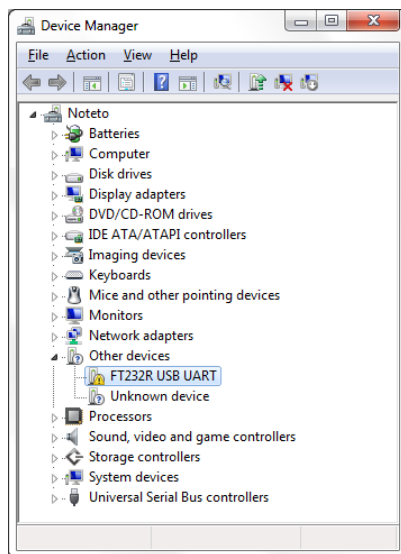 Device Manager
File Action View Help
Noteto
Batteries
Computer
Disk drives
Display adapters
DVD/CD-ROM drives
IDE ATA/ATAPI controllers
Imaging devices
Keyboards
Mice and other pointing devices
Monitors
Network adapters
Other devices
FT232R USB UART
Unknown device
Processors
Sound, video and game controllers
Storage controllers
System devices
Universal Serial Bus controllers